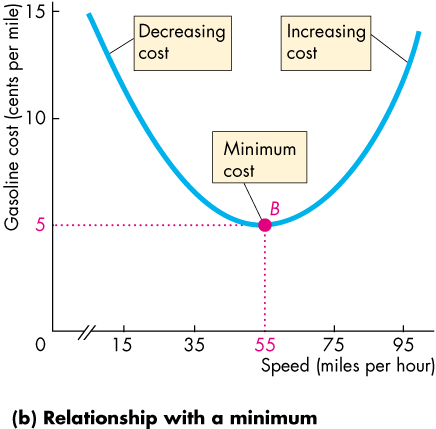 Gasoline cost (cents per mile)
15
Decreasing
cost
Increasing
cost
10
Minimum
cost
B
5
0
15
35
55
75
95
Speed (miles per hour)
(b) Relationship with a minimum